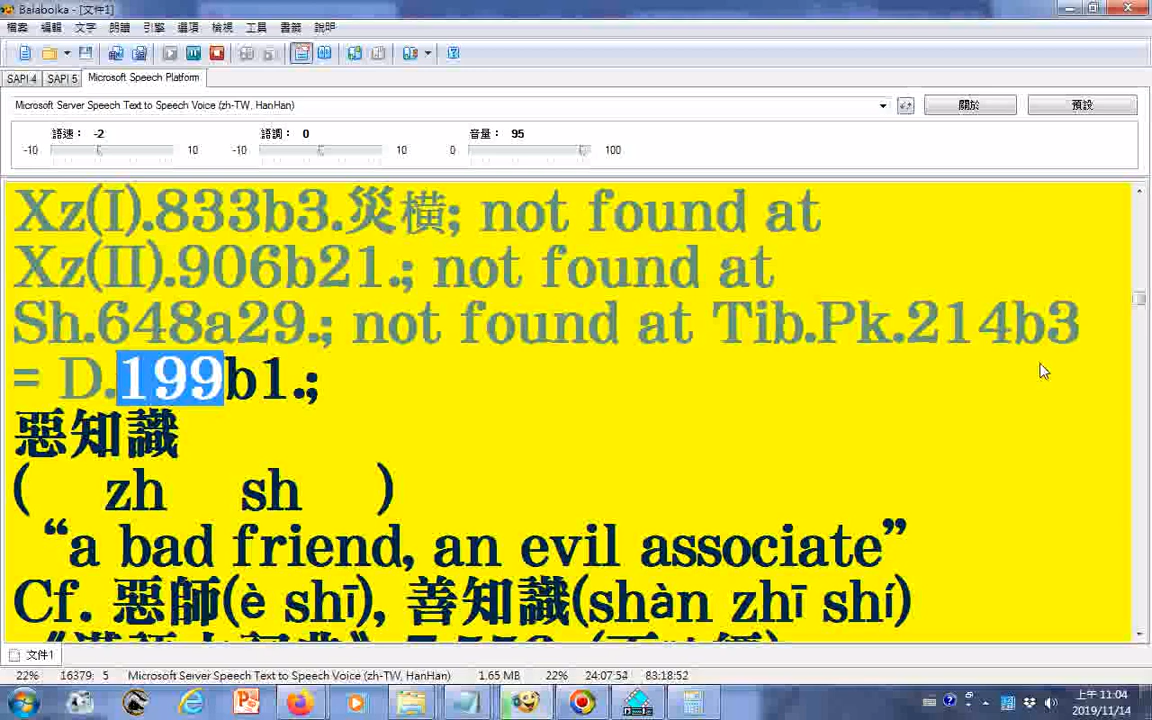 Balabolka - [文件1]
檔案 編輯 文字 朗讀 引擎 選項 檢視 工具 書籤 說明
SAPI 4 SAPI 5 Microsoft Speech Platform
Microsoft Server Speech Text to Speech Voice (zh-TW, HanHan) 關於 預設
語速： -2 語調： 0 音量： 95
-10 10 -10 10 0 100
Xz(I).833b3.災橫; not found at
Xz(II).906b21.; not found at
Sh.648a29.; not found at Tib.Pk.214b3
= D.199b1.;
惡知識
( zh sh )
“a bad friend, an evil associate”
Cf. 惡師(è shī), 善知識(shàn zhī shí)
文件1
22% 16379: 5 Microsoft Server Speech Text to Speech Voice (zh-TW, HanHan) 1.65 MB 22% 24:07:54 83:18:52
上午 11:04
2019/11/14